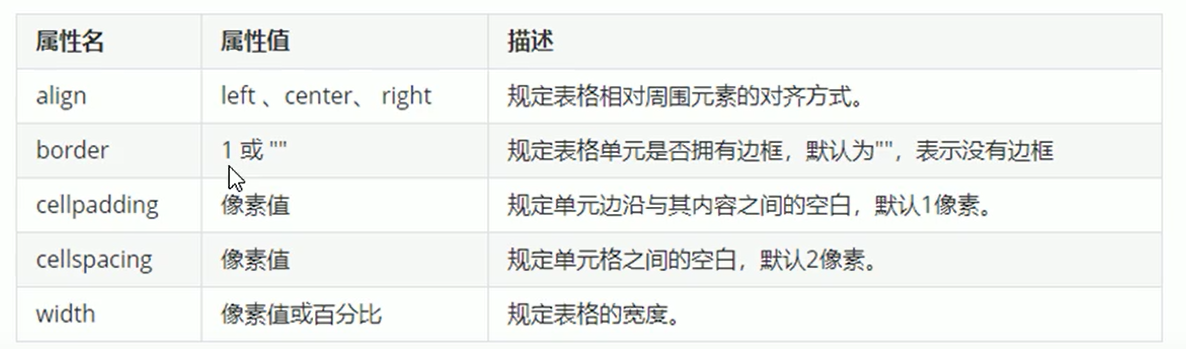 属性名 属性值 描述
align left 、center、 right 规定表格相对周围元素的对齐方式。
border 1 或 "" 规定表格单元是否拥有边框，默认为""，表示没有边框
cellpadding 像素值 规定单元边沿与其内容之间的空白，默认1像素。
cellspacing 像素值 规定单元格之间的空白，默认2像素。
width 像素值或百分比 规定表格的宽度。